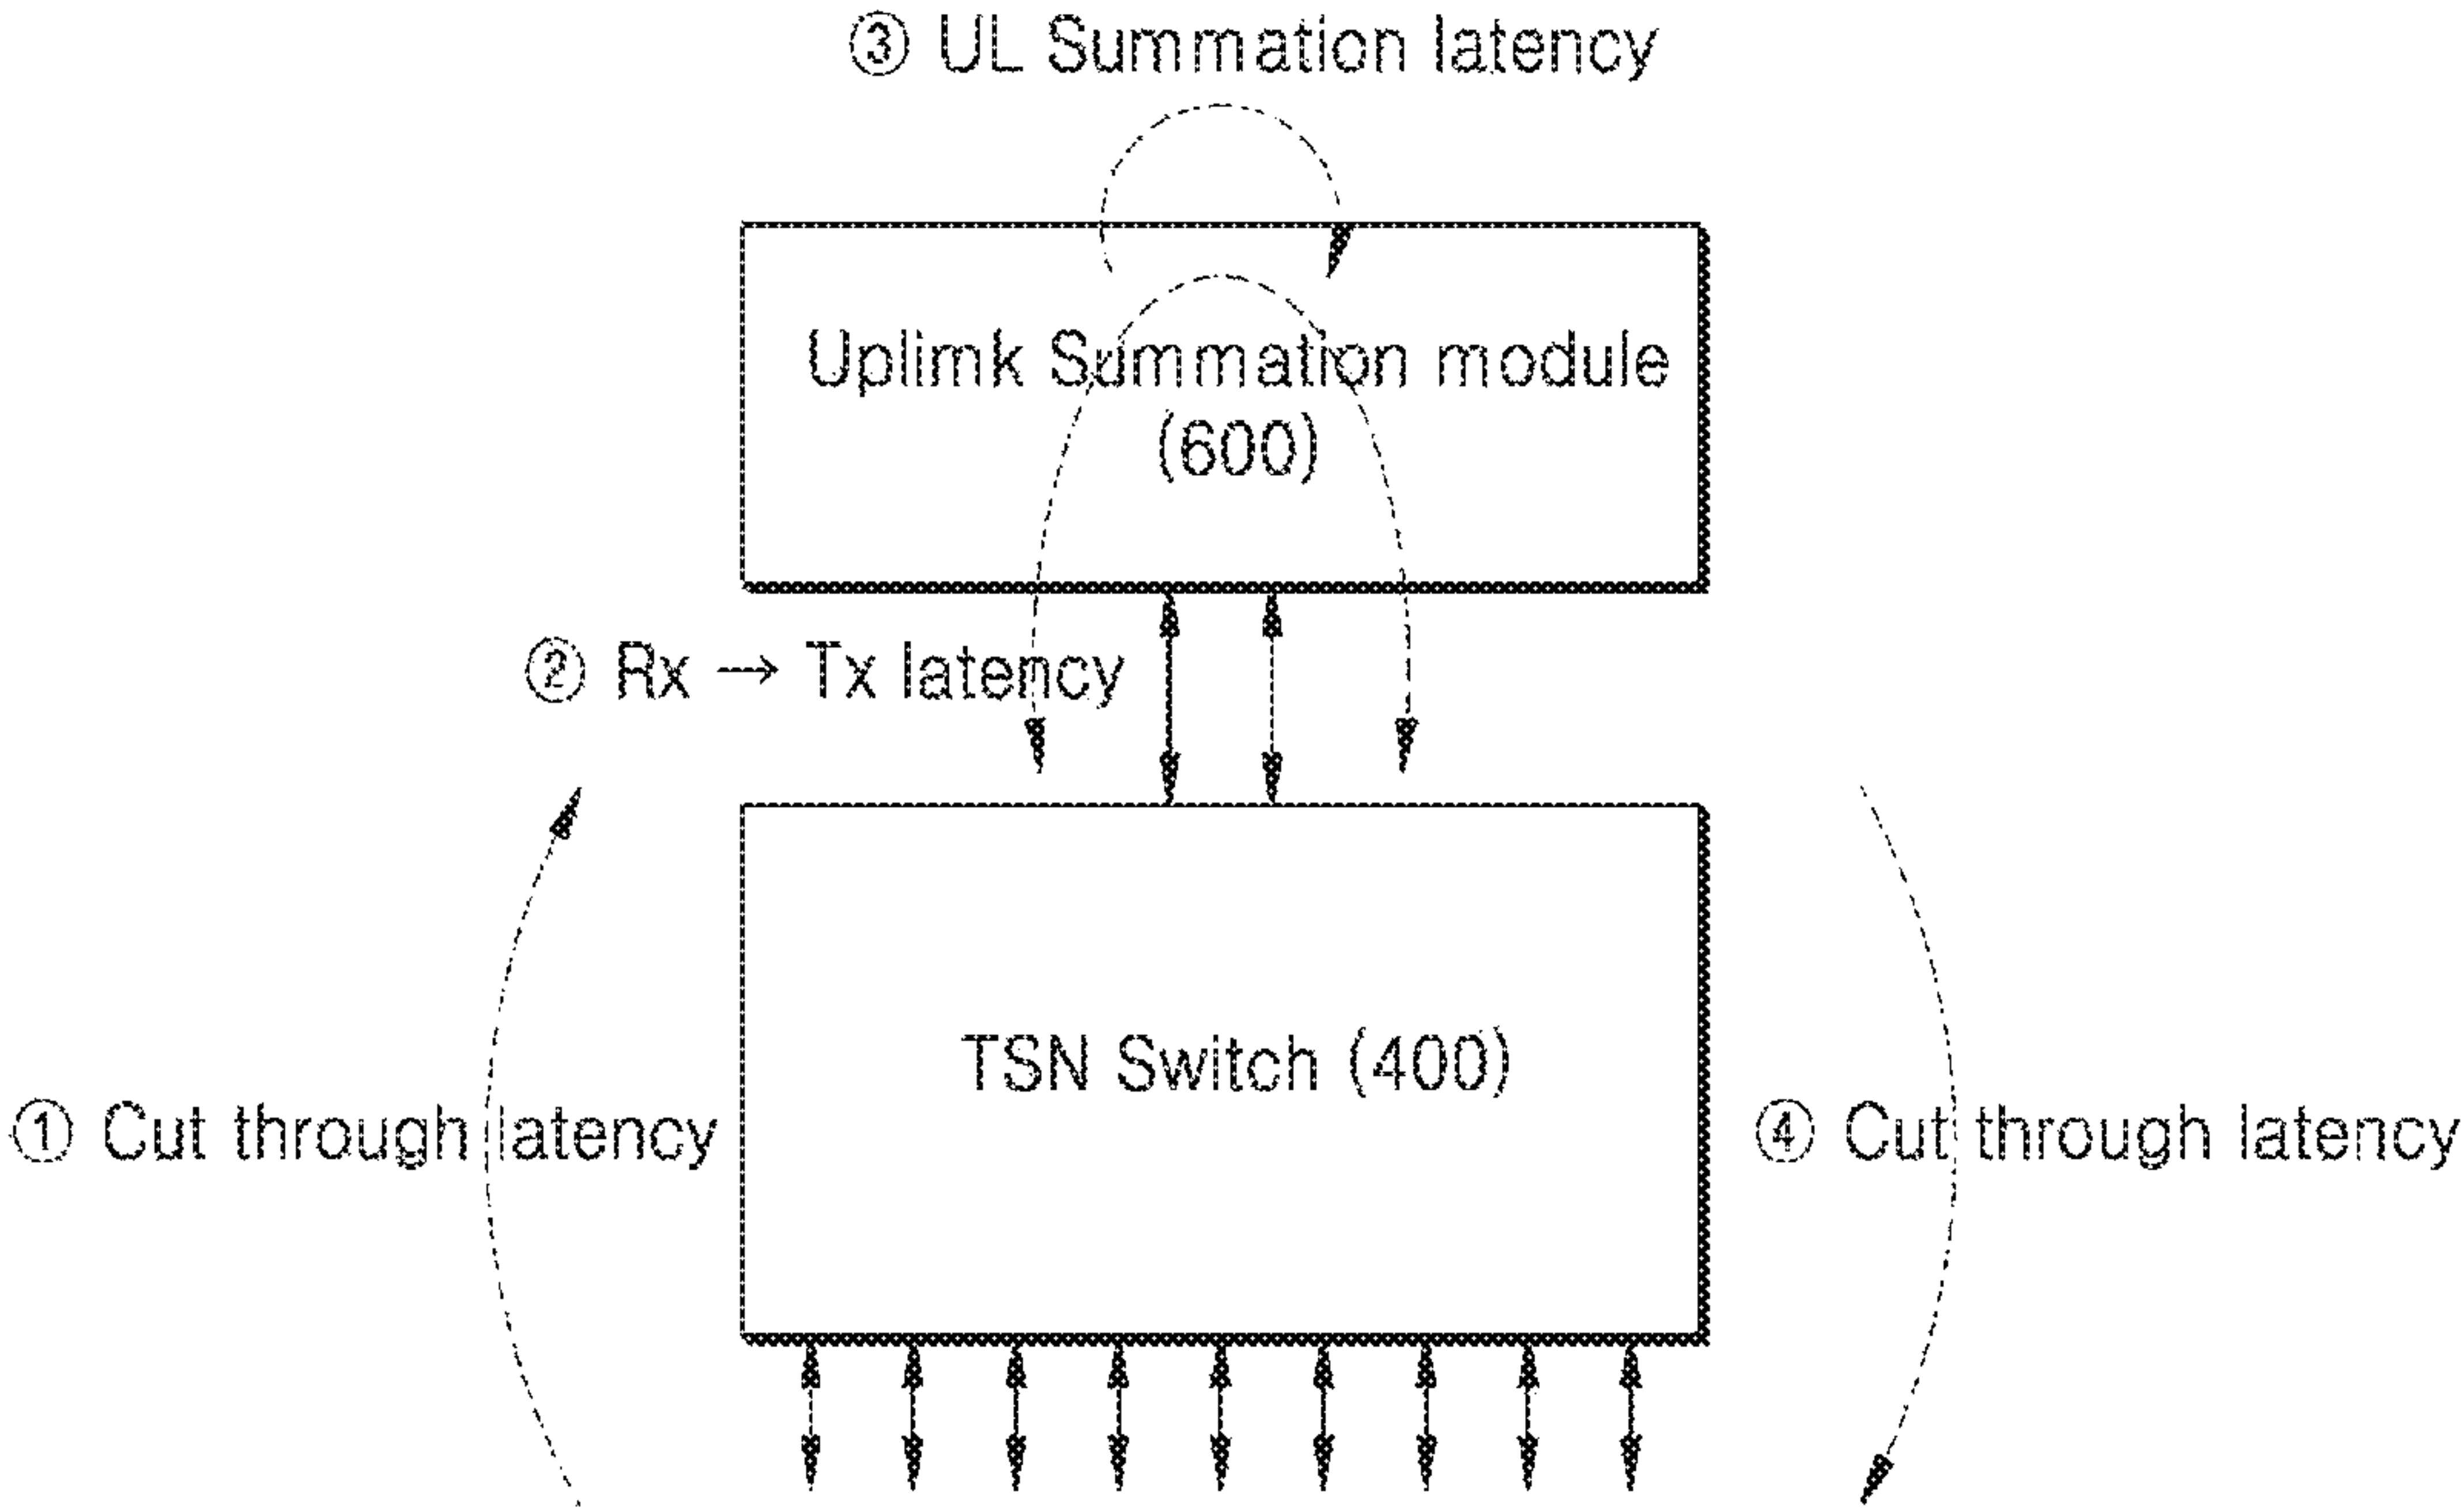 ③ UL Summation latency
Uplimk Summation module
(600)
② Rx → Tx latency
TSN Switch (400)
① Cut through latency
④ Cut through latency